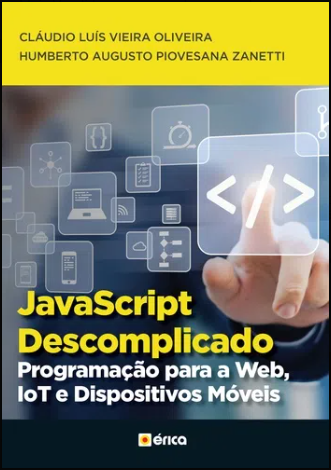 CLÁUDIO LUÍS VIEIRA OLIVEIRA
HUMBERTO AUGUSTO PIOVESANA ZANETTI
</>
{}
JavaScript
Descomplicado
Programação para a Web,
IoT e Dispositivos Móveis
érica